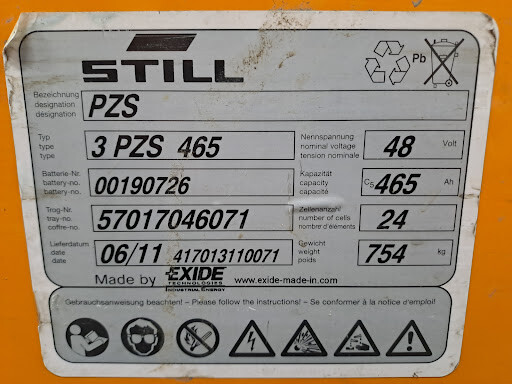 STILL
Pb
Bezeichnung
designation
désignation
PZS
Typ
type
type
3 PZS 465
Nennspannung
nominal voltage
tension nominale
48 Volt
Batterie-Nr.
battery-no.
battery-no.
00190726
Kapazität
capacity
capacité
C5 465 Ah
Trog-Nr.
tray-no.
coffre-no.
57017046071
Zellenanzahl
number of cells
nombre d'éléments
24
Lieferdatum
date
date
06/11 417013110071
Gewicht
weight
poids
754 kg
Made by EXIDE
TECHNOLOGIES
INDUSTRIAL ENERGY
www.exide-made-in.com
Gebrauchsanweisung beachten! – Please follow the instructions! – Se conformer à la notice d'emploi!